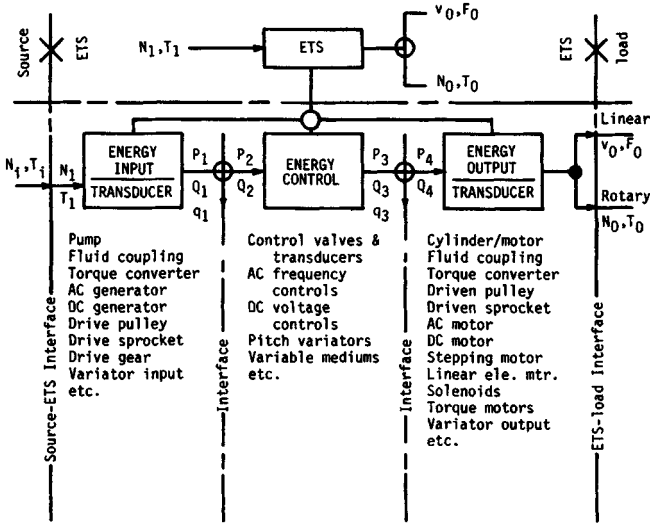 Source
ETS
N₁,T₁
ETS
v₀,F₀
N₀,T₀
ETS
load
Nᵢ,Tᵢ
N₁
T₁
ENERGY
INPUT
TRANSDUCER
P₁
Q₁
q₁
P₂
Q₂
ENERGY
CONTROL
P₃
Q₃
q₃
P₄
Q₄
ENERGY
OUTPUT
TRANSDUCER
Linear
v₀,F₀
Rotary
N₀,T₀
Source-ETS Interface
Pump
Fluid coupling
Torque converter
AC generator
DC generator
Drive pulley
Drive sprocket
Drive gear
Variator input
etc.
Interface
Control valves &
transducers
AC frequency
controls
DC voltage
controls
Pitch variators
Variable mediums
etc.
Interface
Cylinder/motor
Fluid coupling
Torque converter
Driven pulley
Driven sprocket
AC motor
DC motor
Stepping motor
Linear ele. mtr.
Solenoids
Torque motors
Variator output
etc.
ETS-load Interface